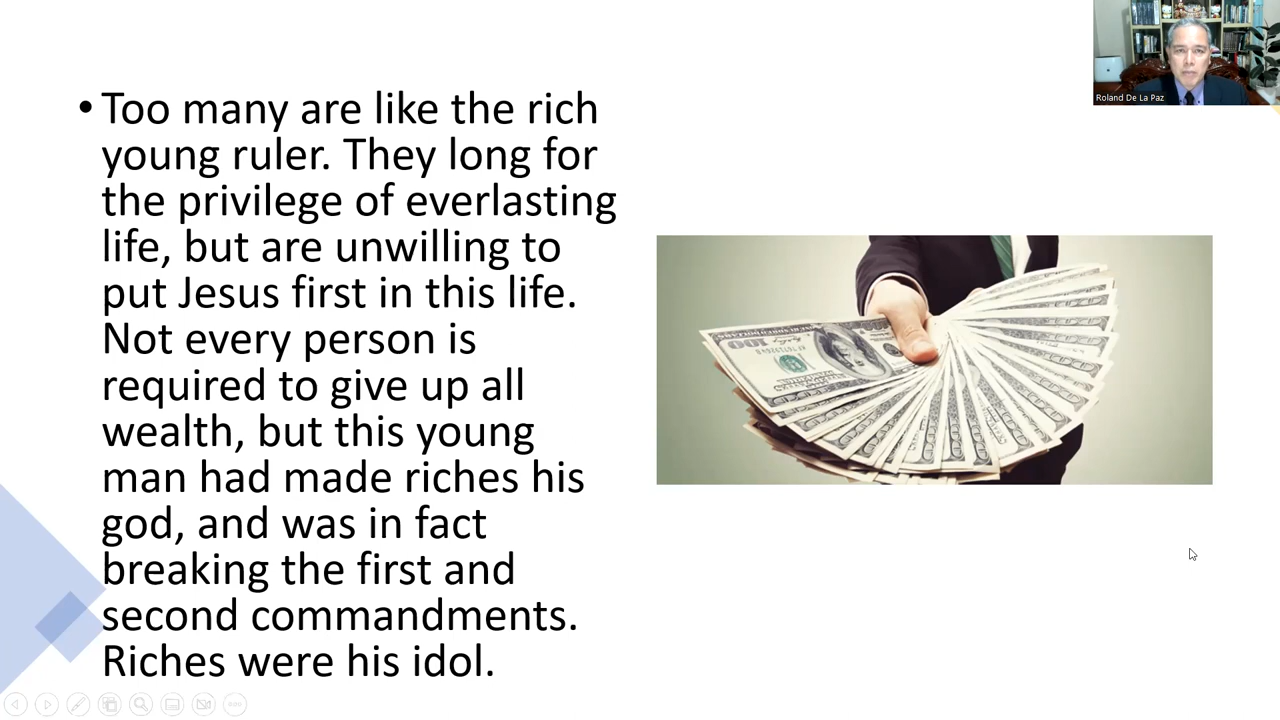 Roland De La Paz
• Too many are like the rich
young ruler. They long for
the privilege of everlasting
life, but are unwilling to
put Jesus first in this life.
Not every person is
required to give up all
wealth, but this young
man had made riches his
god, and was in fact
breaking the first and
second commandments.
Riches were his idol.
100